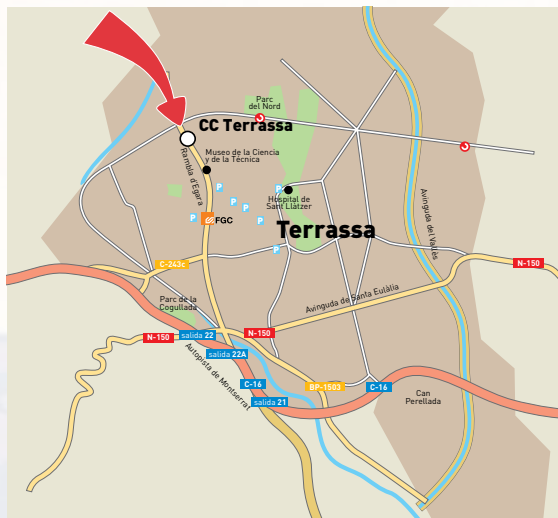 Parc
del Nord
CC Terrassa
Museo de la Ciencia
y de la Técnica
Rambla d'Egara
P
P
P
P
P
P
Hospital de
Sant Llàtzer
FGC
Terrassa
Avinguda del Vallès
P
C-243c
N-150
Avinguda de Santa Eulàlia
Parc de la
Cogullada
N-150
salida 22
N-150
salida 22A
Autopista de Montserrat
C-16
BP-1503
C-16
salida 21
Can
Perellada